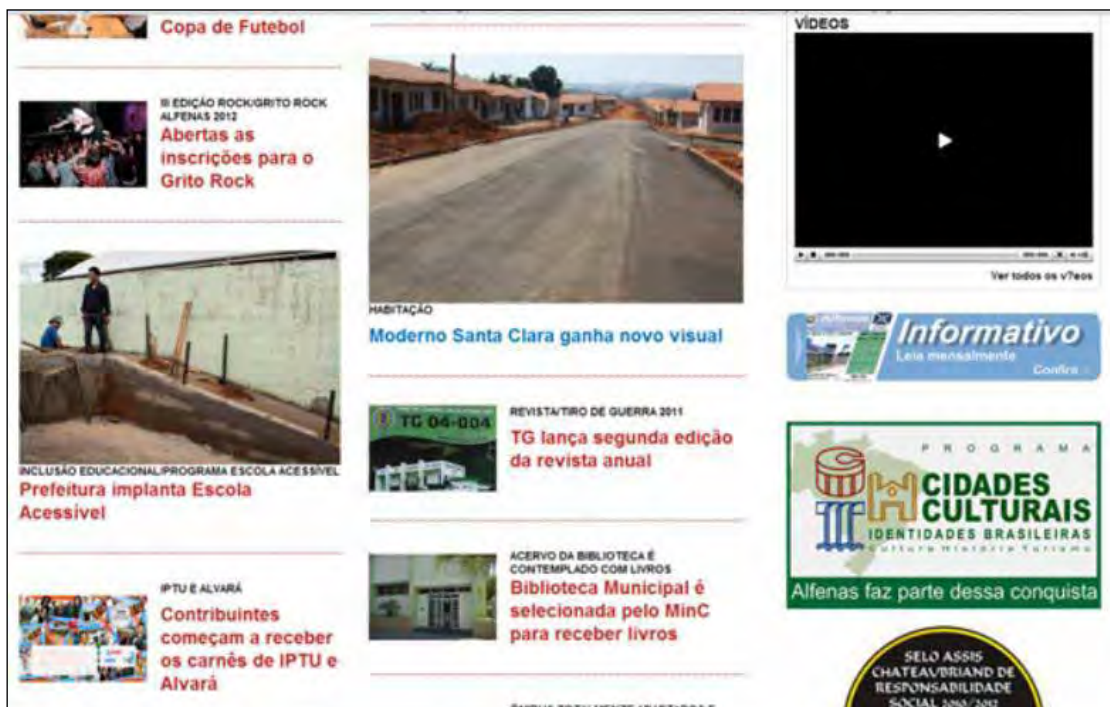 Copa de Futebol
III EDIÇÃO ROCK/GRITO ROCK
ALFENAS 2012
Abertas as
inscrições para o
Grito Rock
INCLUSÃO EDUCACIONAL/PROGRAMA ESCOLA ACESSÍVEL
Prefeitura implanta Escola
Acessível
IPTU E ALVARÁ
Contribuintes
começam a receber
os carnês de IPTU e
Alvará
HABITAÇÃO
Moderno Santa Clara ganha novo visual
TG 04-004
REVISTA/TIRO DE GUERRA 2011
TG lança segunda edição
da revista anual
ACERVO DA BIBLIOTECA É
CONTEMPLADO COM LIVROS
Biblioteca Municipal é
selecionada pelo MinC
para receber livros
VÍDEOS
Ver todos os v?eos
Informativo
Leia mensalmente
Confira
PROGRAMA
CIDADES
CULTURAIS
IDENTIDADES BRASILEIRAS
Cultura História Turismo
Alfenas faz parte dessa conquista
SELO ASSIS
CHATEAUBRIAND DE
RESPONSABILIDADE
SOCIAL